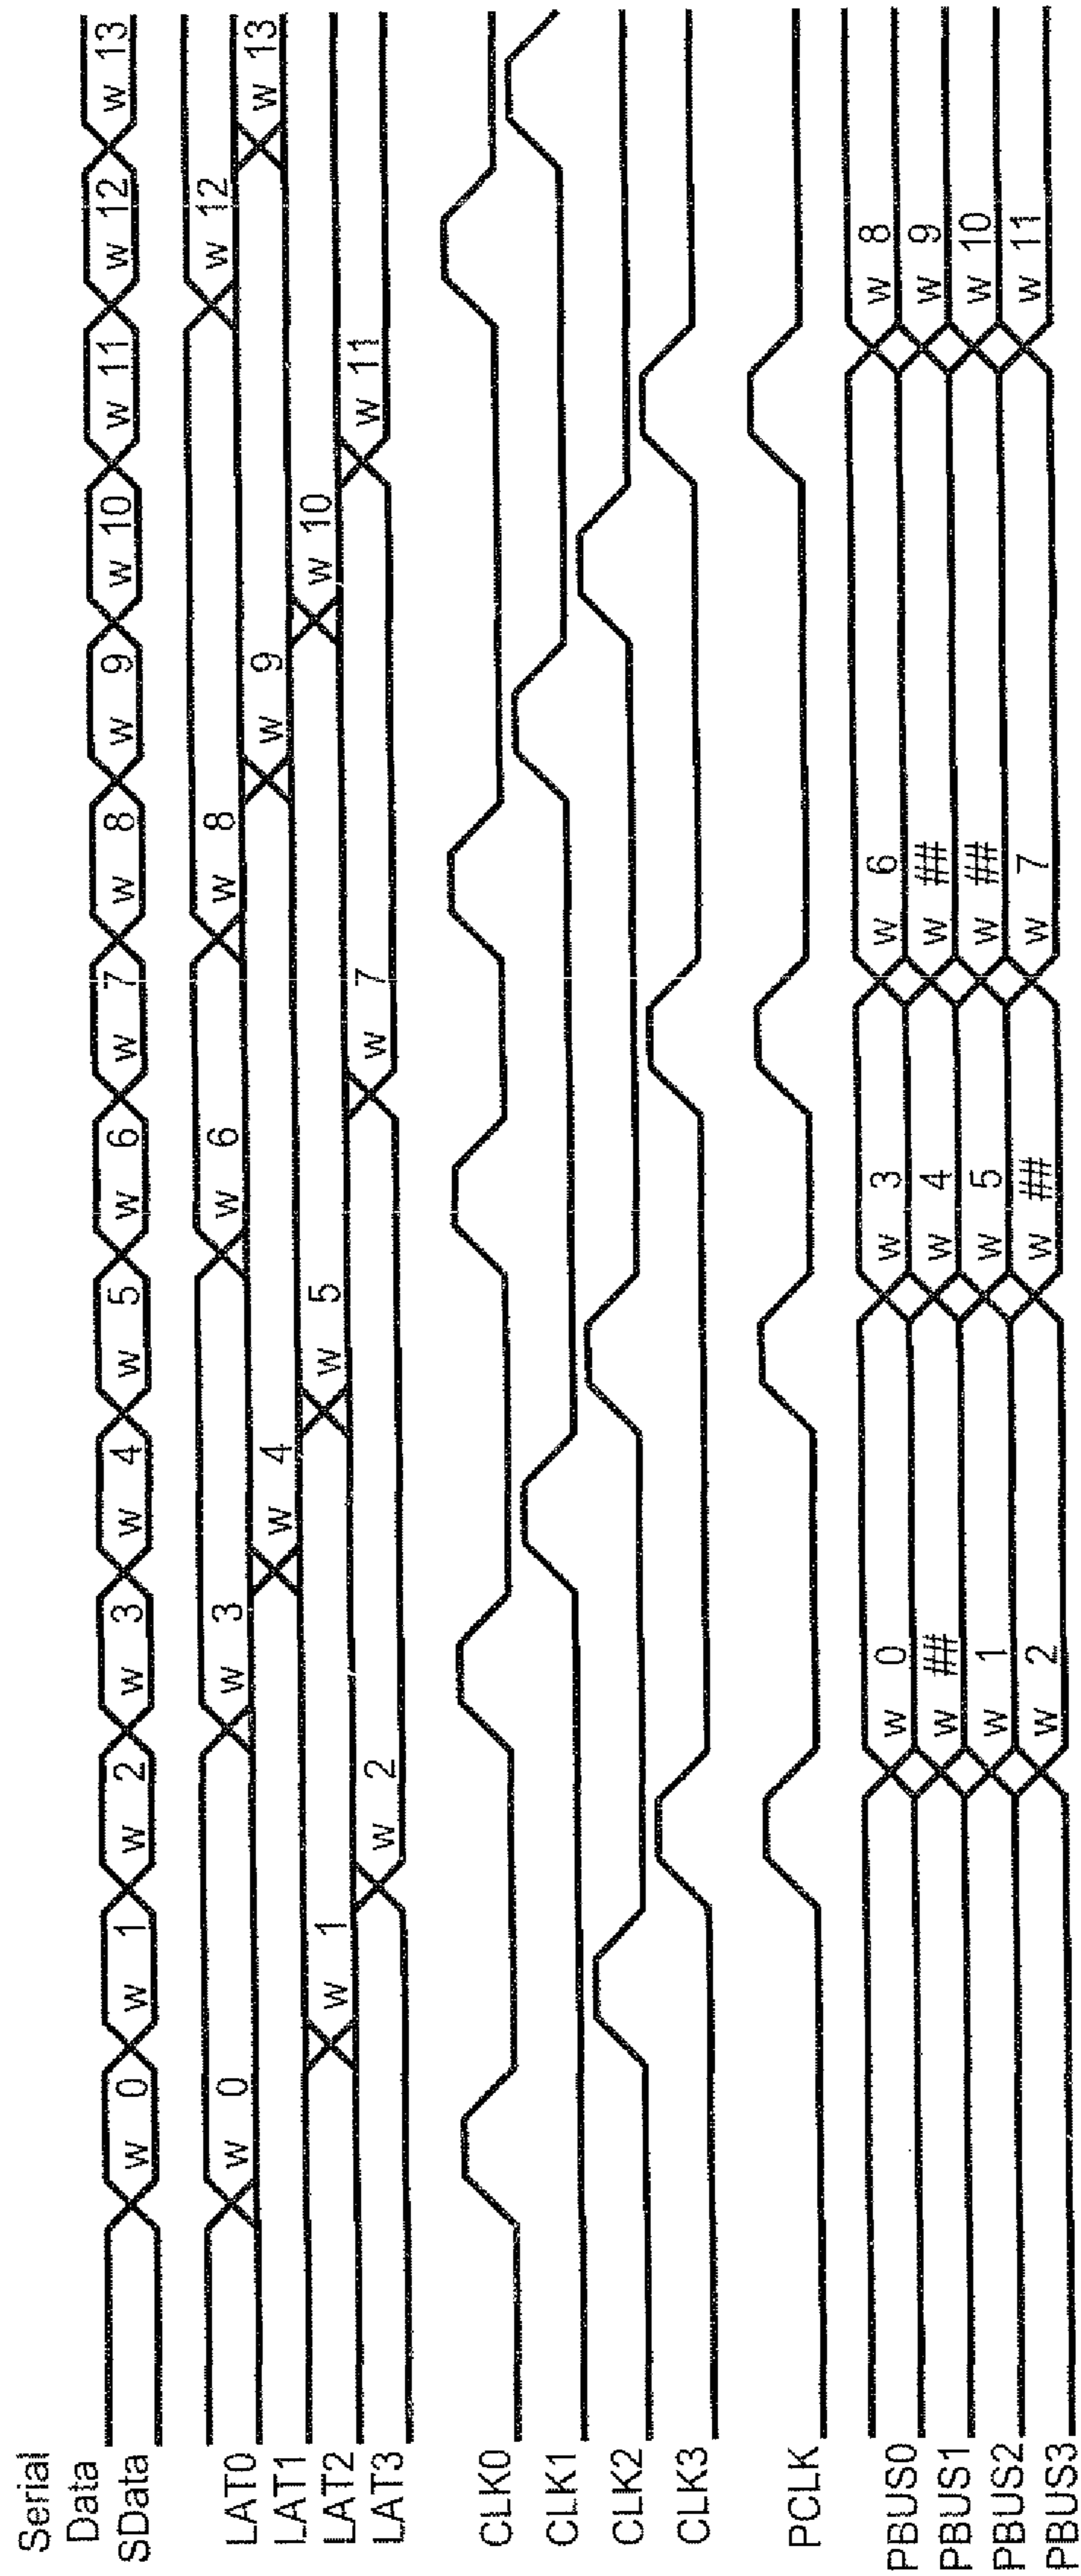 Serial
Data
SData w 0 w 1 w 2 w 3 w 4 w 5 w 6 w 7 w 8 w 9 w 10 w 11 w 12 w 13
LAT0 w 0 w 3 w 6 w 8 w 12
LAT1 w 4 w 9 w 13
LAT2 w 1 w 5 w 10
LAT3 w 2 w 7 w 11
CLK0
CLK1
CLK2
CLK3
PCLK
PBUS0 w 0 w 3 w 6 w 8
PBUS1 w ## w 4 w ## w 9
PBUS2 w 1 w 5 w ## w 10
PBUS3 w 2 w ## w 7 w 11